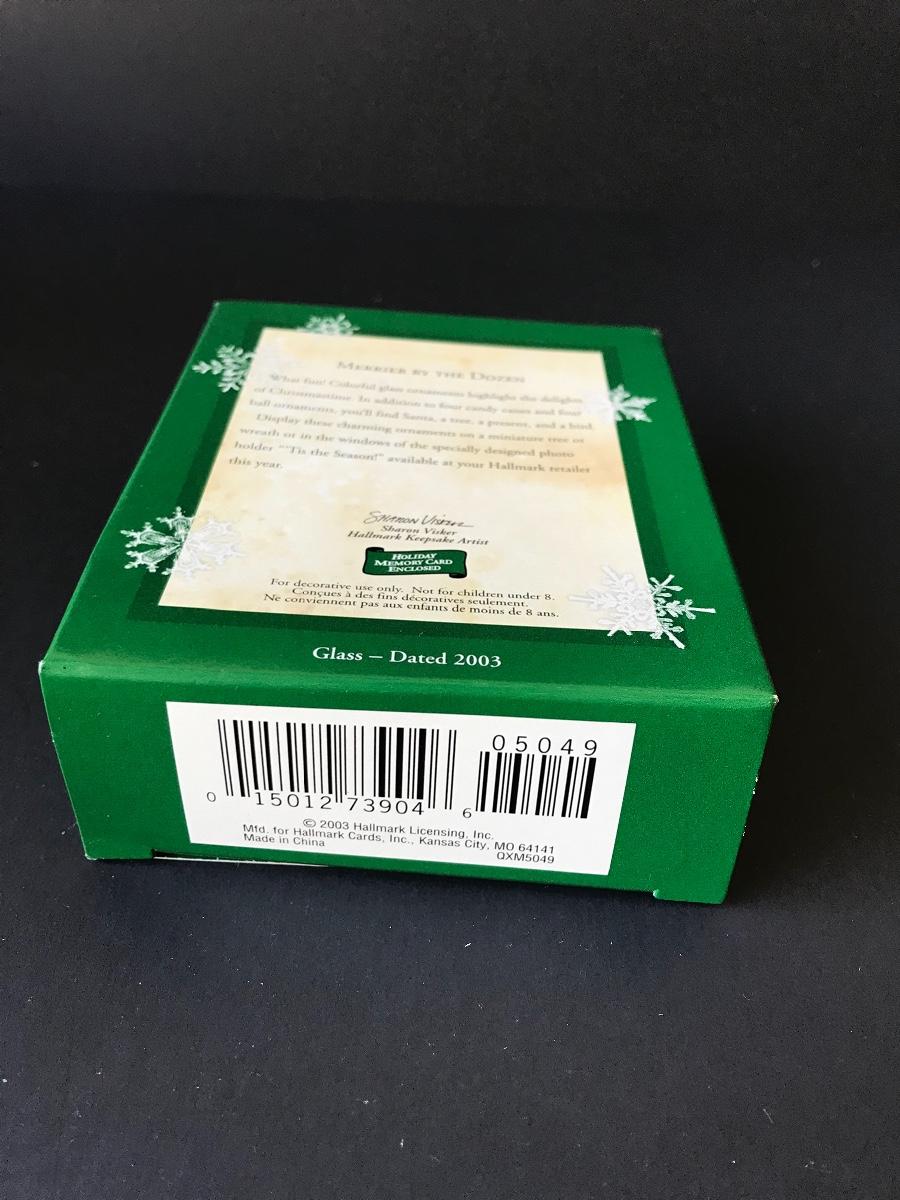 Merrier by the Dozen
What fun! Colorful glass ornaments highlight the delights
of Christmastime. In addition to four candy canes and four
ball ornaments, you'll find Santa, a tree, a present, and a bird.
Display these charming ornaments on a miniature tree or
wreath or in the windows of the specially designed photo
holder "'Tis the Season!" available at your Hallmark retailer
this year.
Sharon Visker
Sharon Visker
Hallmark Keepsake Artist
Holiday
Memory Card
Enclosed
For decorative use only. Not for children under 8.
Conçues à des fins décoratives seulement.
Ne conviennent pas aux enfants de moins de 8 ans.
Glass – Dated 2003
05049
0 15012 73904 6
© 2003 Hallmark Licensing, Inc.
Mfd. for Hallmark Cards, Inc., Kansas City, MO 64141
Made in China QXM5049